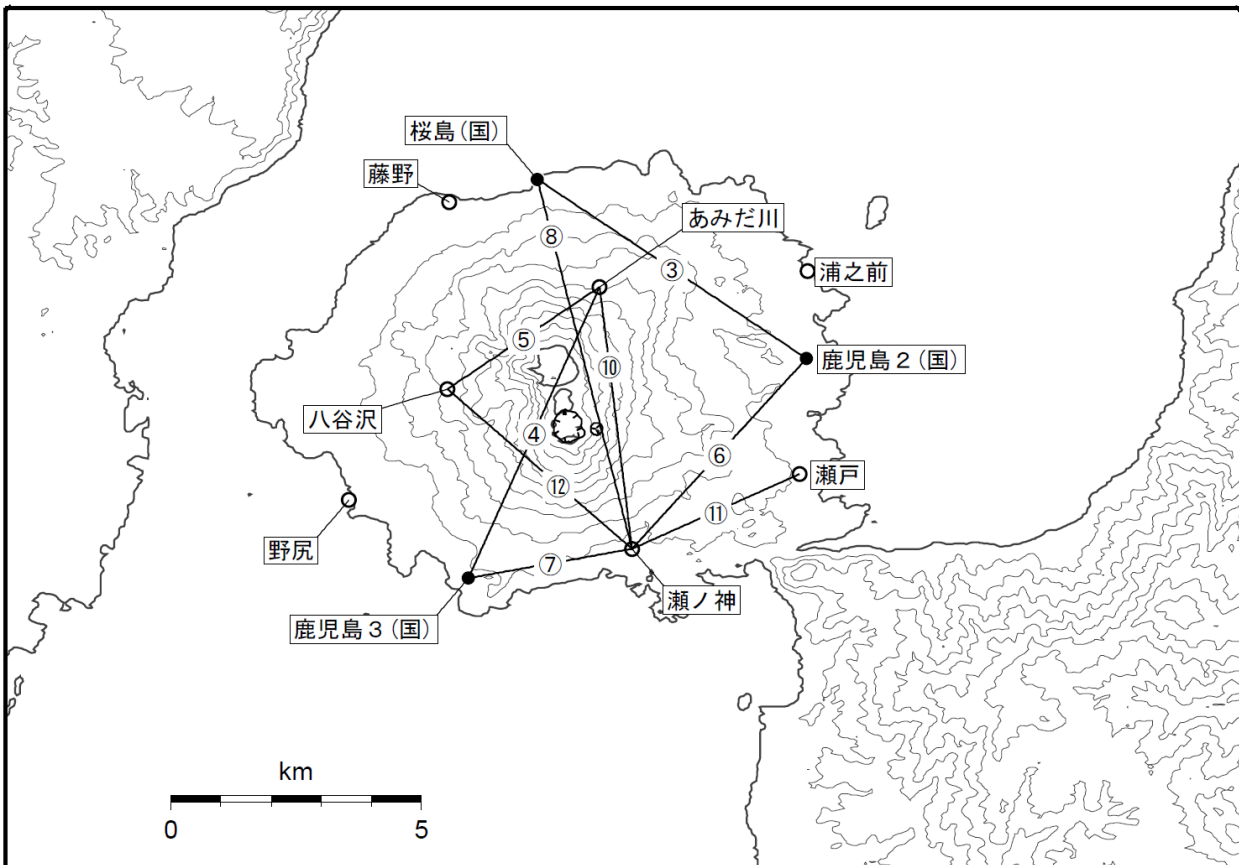 桜島(国)
藤野
あみだ川
⑧
③
浦之前
⑤
鹿児島2(国)
⑩
八谷沢
④
⑥
瀬戸
⑫
⑪
野尻
⑦
瀬ノ神
鹿児島3(国)
km
0 5